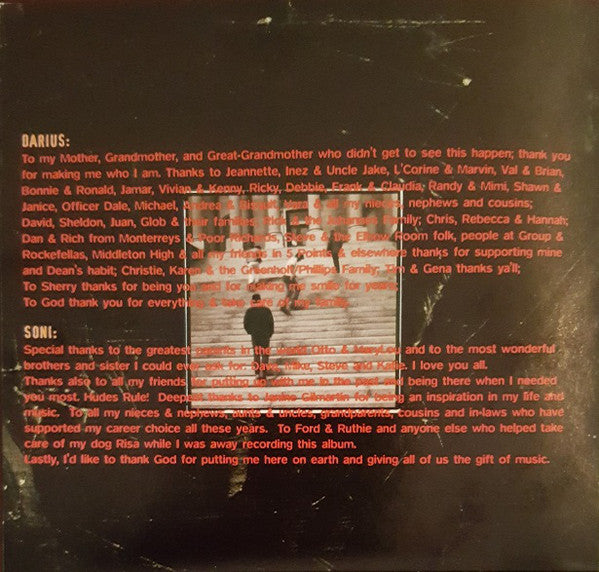 DARIUS:
To my Mother, Grandmother, and Great-Grandmother who didn't get to see this happen; thank you
for making me who I am. Thanks to Jeannette, Inez & Uncle Jake, L'Corine & Marvin, Val & Brian,
Bonnie & Ronald, Jamar, Vivian & Kenny, Ricky, Debbie, Frank & Claudia, Randy & Mimi, Shawn &
Janice, Officer Dale, Michael, Andrea & & all my nieces, nephews and cousins;
David, Sheldon, Juan, Glob & their families; & the Family; Chris, Rebecca & Hannah;
Dan & Rich from Monterreys & Poor Richards, Steve & the Elbow Room folk, people at Group &
Rockefellas, Middleton High & all my friends in 5 Points & elsewhere thanks for supporting mine
and Dean's habit; Christie, Karen & the Greenholt/Phillips Family, Tim & Gena thanks ya'll;
To Sherry thanks for being you and for making me smile for years.
To God thank you for everything & take care of my family.
SONI:
Special thanks to the greatest parents in the world Otto & MaryLou and to the most wonderful
brothers and sister I could ever ask for: Dave, Mike, Steve and Katie. I love you all.
Thanks also to all my friends for putting up with me in the past and being there when I needed
you most. Hudes Rule! Deepest thanks to Janine Gilmartin for being an inspiration in my life and
music. To all my nieces & nephews, aunts & uncles, grandparents, cousins and in-laws who have
supported my career choice all these years. To Ford & Ruthie and anyone else who helped take
care of my dog Risa while I was away recording this album.
Lastly, I'd like to thank God for putting me here on earth and giving all of us the gift of music.